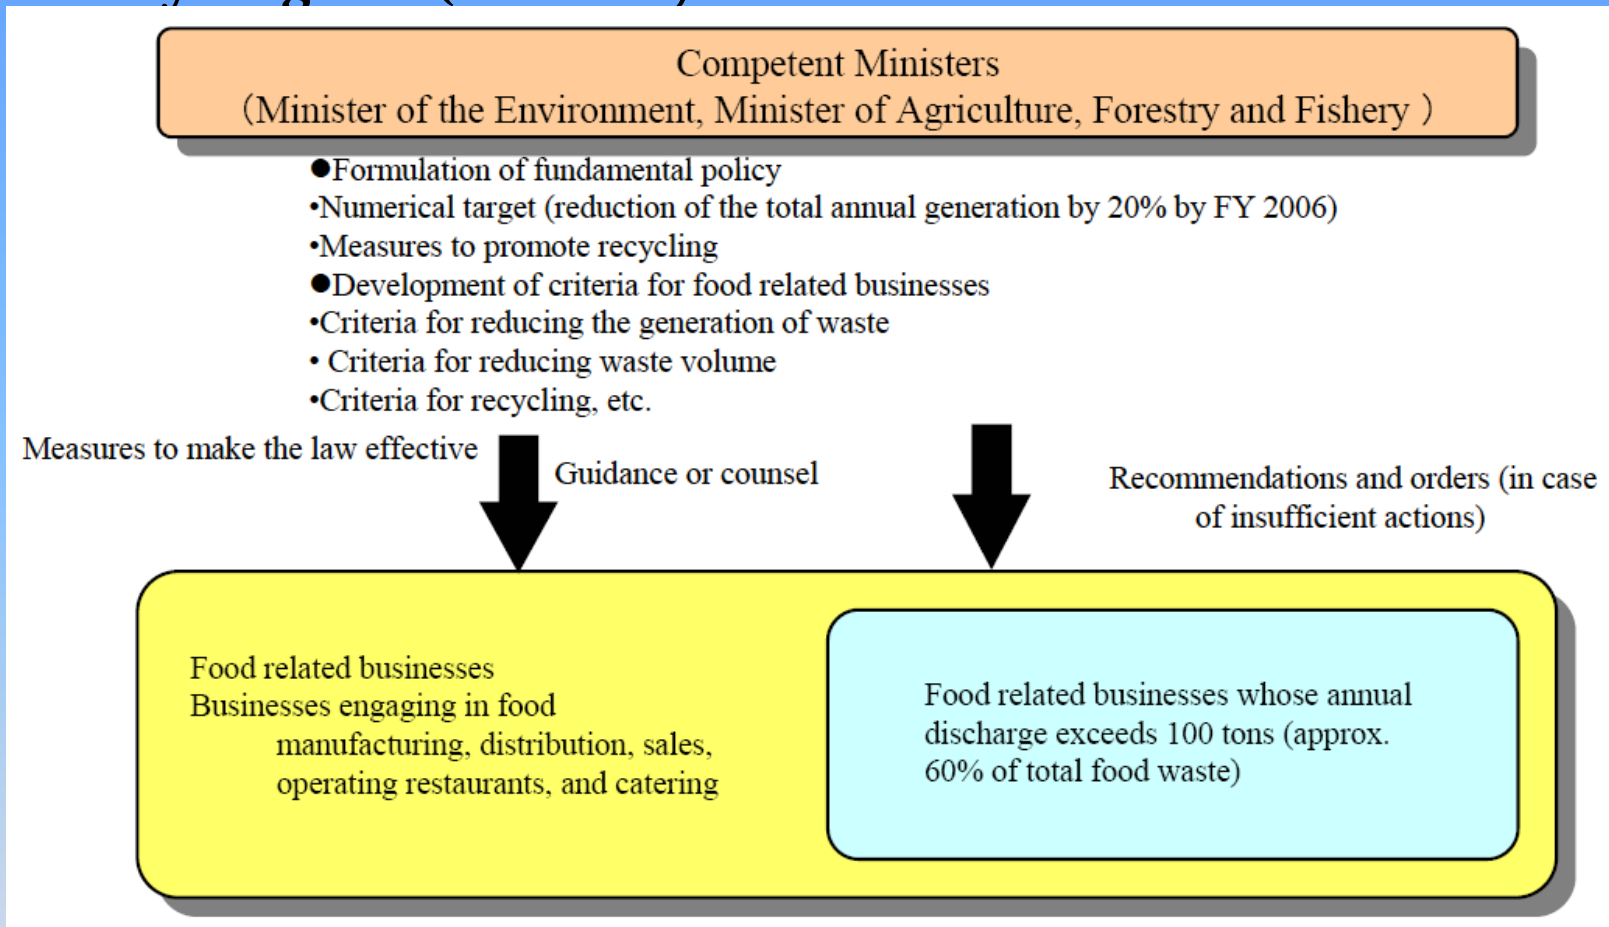 Competent Ministers
（Minister of the Environment, Minister of Agriculture, Forestry and Fishery ）
●Formulation of fundamental policy
•Numerical target (reduction of the total annual generation by 20% by FY 2006)
•Measures to promote recycling
●Development of criteria for food related businesses
•Criteria for reducing the generation of waste
• Criteria for reducing waste volume
•Criteria for recycling, etc.
Measures to make the law effective
Guidance or counsel
Recommendations and orders (in case
of insufficient actions)
Food related businesses
Businesses engaging in food
manufacturing, distribution, sales,
operating restaurants, and catering
Food related businesses whose annual
discharge exceeds 100 tons (approx.
60% of total food waste)